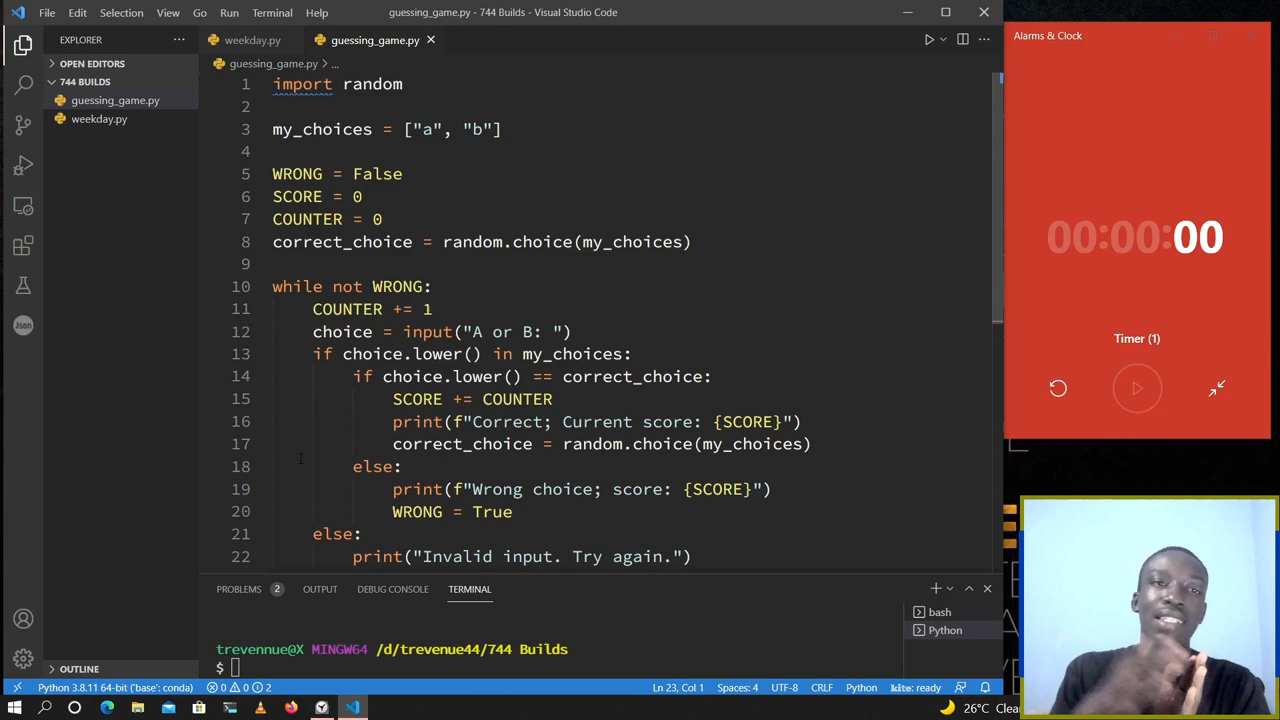 File Edit Selection View Go Run Terminal Help
guessing_game.py - 744 Builds - Visual Studio Code
EXPLORER
weekday.py
guessing_game.py
OPEN EDITORS
744 BUILDS
guessing_game.py
weekday.py
guessing_game.py > ...
1 import random
2
3 my_choices = ["a", "b"]
4
5 WRONG = False
6 SCORE = 0
7 COUNTER = 0
8 correct_choice = random.choice(my_choices)
9
10 while not WRONG:
11 COUNTER += 1
12 choice = input("A or B: ")
13 if choice.lower() in my_choices:
14 if choice.lower() == correct_choice:
15 SCORE += COUNTER
16 print(f"Correct; Current score: {SCORE}")
17 correct_choice = random.choice(my_choices)
18 else:
19 print(f"Wrong choice; score: {SCORE}")
20 WRONG = True
21 else:
22 print("Invalid input. Try again.")
PROBLEMS 2 OUTPUT DEBUG CONSOLE TERMINAL
bash
Python
trevennue@X MINGW64 /d/trevenue44/744 Builds
$
OUTLINE
Json
Python 3.8.11 64-bit ('base': conda) 0 0 2
Ln 23, Col 1 Spaces: 4 UTF-8 CRLF Python kite: ready
26°C Clear
Alarms & Clock
00:00:00
Timer (1)